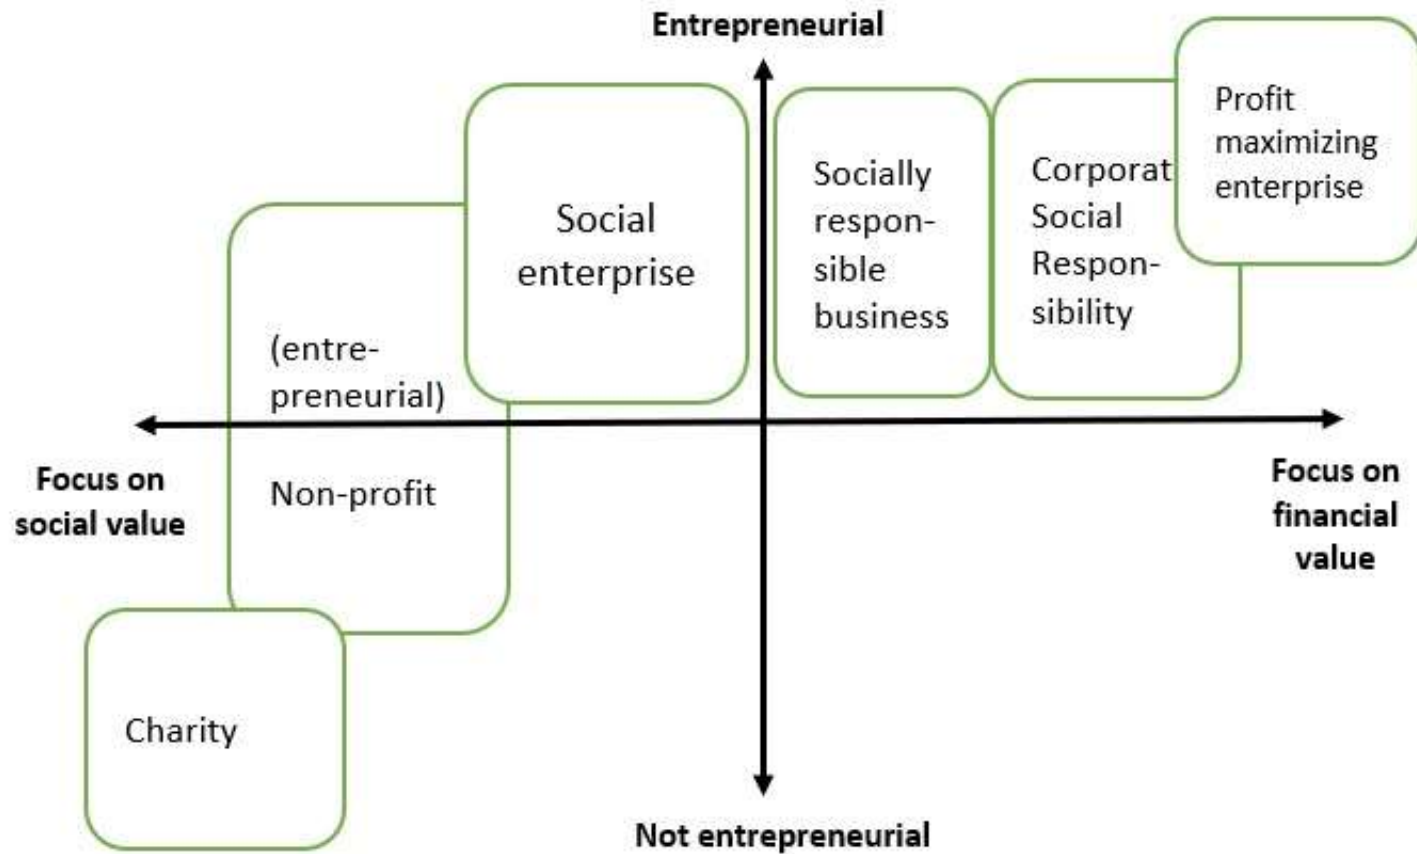 Entrepreneurial
Profit
maximizing
enterprise
Corporat
Social
Respon-
sibility
Socially
respon-
sible
business
Social
enterprise
(entre-
preneurial)
Non-profit
Focus on
social value
Focus on
financial
value
Charity
Not entrepreneurial